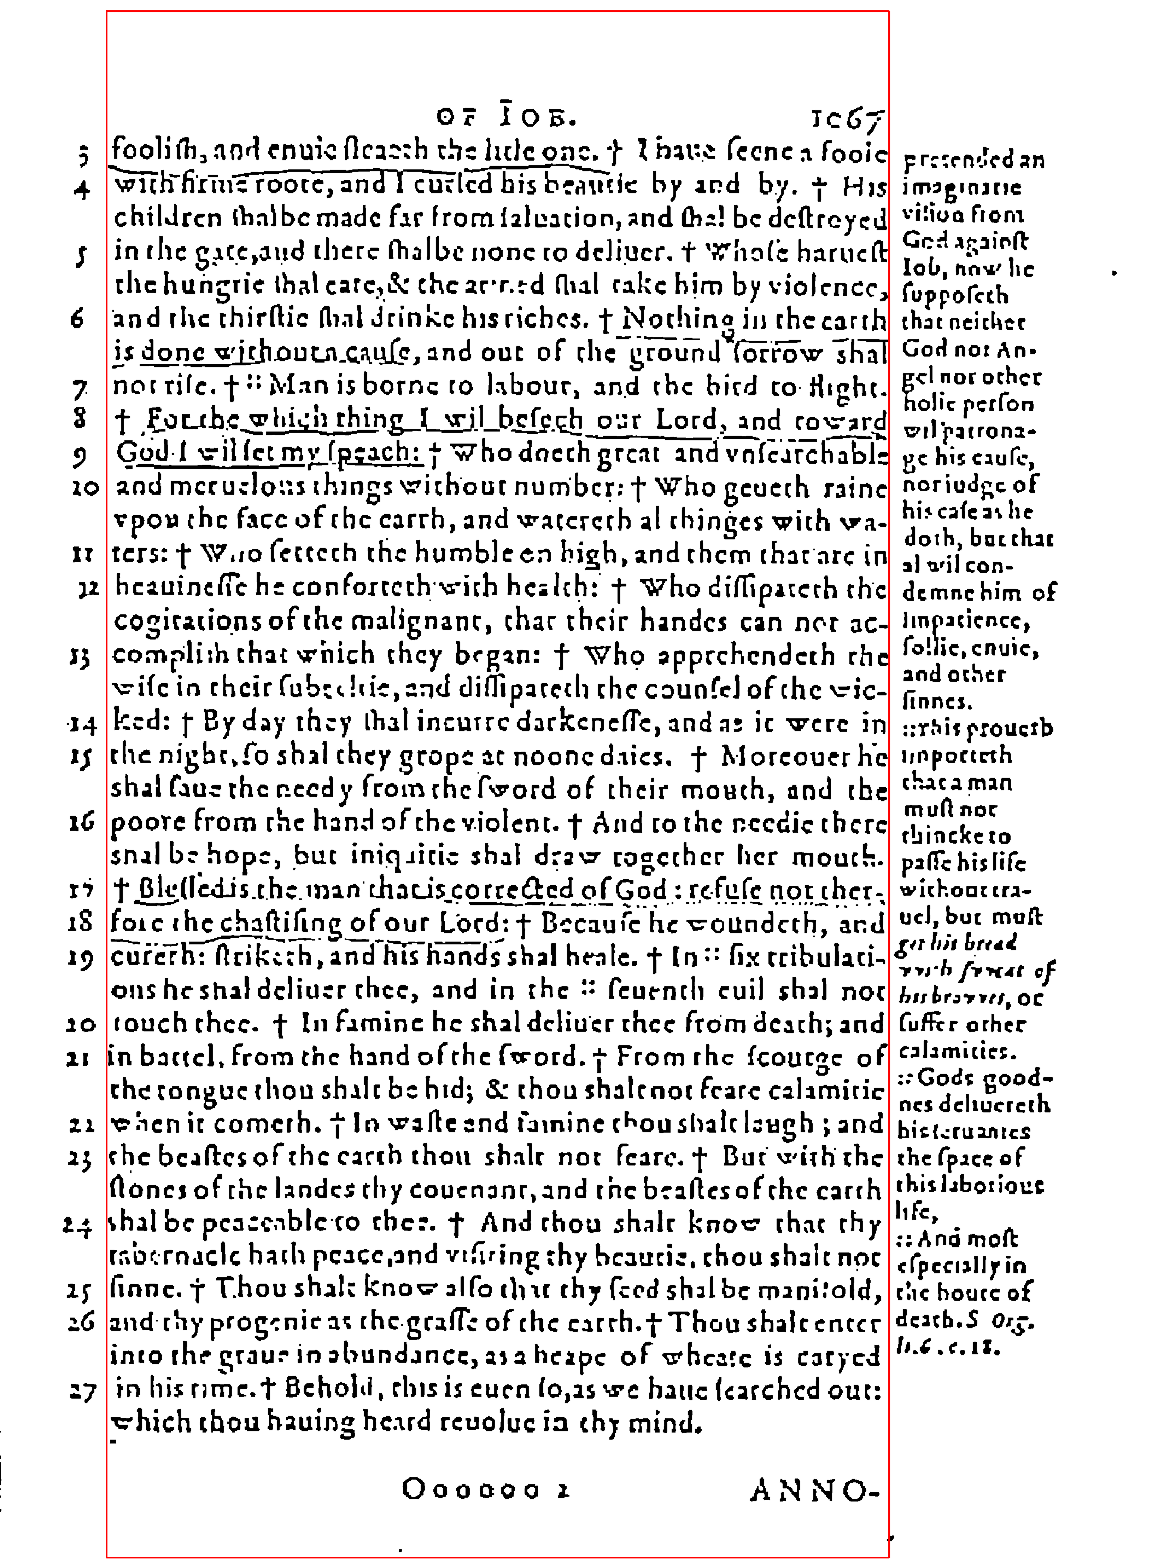 OF IOB. 1067
foolish, and enuie sleaeth the litle one. † I haue seene a foole
with firme roote, and I cursed his beautie by and by. † His
children shal be made far from saluation, and shal be destroyed
in the gate, and there shal be none to deliuer. † Whose haruest
the hungrie shal eate, & the armed shal take him by violence,
and the thirstie shal drinke his riches. † Nothing in the earth
is done without a cause, and out of the ground sorrow shal
not rise. † :: Man is borne to labour, and the bird to flight.
† For the which thing I wil besech our Lord, and toward
God I wil set my speach: † Who doeth great and vnsearchable
and meruelous things without number: † Who geueth raine
vpon the face of the earth, and watereth al thinges with wa-
ters: † Who setteth the humble on high, and them that are in
heauinesse he conforteth with health: † Who dissipateth the
cogitations of the malignant, that their handes can not ac-
complish that which they began: † Who apprehendeth the
wise in their subteltie, and dissipateth the counsel of the wic-
ked: † By day they shal incurre darkenesse, and as it were in
the night, so shal they grope at noone daies. † Moreouer he
shal saue the needy from the sword of their mouth, and the
poore from the hand of the violent. † And to the needie there
shal be hope, but iniquitie shal draw together her mouth.
† Blessed is the man that is corrected of God: refuse not ther-
fore the chastising of our Lord: † Because he woundeth, and
cureth: striketh, and his hands shal heale. † In :: six tribulati-
ons he shal deliuer thee, and in the :: seuenth euil shal not
touch thee. † In famine he shal deliuer thee from death; and
in battel, from the hand of the sword. † From the scourge of
the tongue thou shalt be hid; & thou shalt not feare calamitie
when it cometh. † In waste and famine thou shalt laugh; and
the beastes of the earth thou shalt not feare. † But with the
stones of the landes thy couenant, and the beastes of the earth
shal be peaceable to thee. † And thou shalt know that thy
tabernacle hath peace, and visiting thy beautie, thou shalt not
sinne. † Thou shalt know also that thy seed shal be manifold,
and thy progenie as the grasse of the earth. † Thou shalt enter
into the graue in abundance, as a heape of wheate is caryed
in his time. † Behold, this is euen so, as we haue searched out:
which thou hauing heard reuolue in thy mind.
Oooooo 2 ANNO-
3
4
5
6
7
8
9
10
11
12
13
14
15
16
17
18
19
20
21
22
23
24
25
26
27
pretended an
imaginarie
vision from
God against
Iob, now he
supposeth
that neither
God nor An-
gel nor other
holie person
wil patrona-
ge his cause,
nor iudge of
his case as he
doth, but that
al wil con-
demne him of
Impatience,
follie, enuie,
and other
sinnes.
:: This prouerb
importeth
that a man
must not
thincke to
passe his life
without tra-
uel, but must
get his bread
with sweat of
his browes, or
suffer other
calamities.
:: Gods good-
nes deliuereth
his seruantes
the space of
this laborious
life,
:: And most
especially in
the houre of
death. S Grg.
li. 6. c. 18.